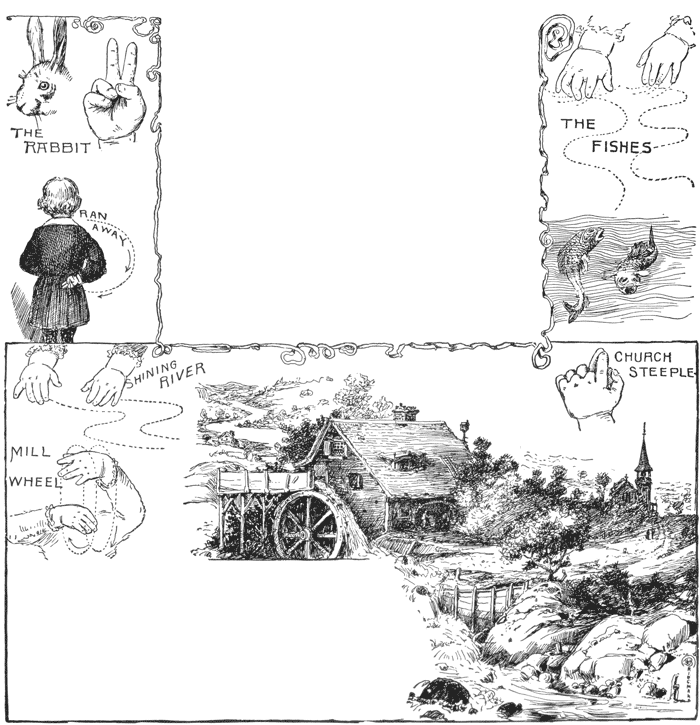 THE
RABBIT
RAN
AWAY
THE
FISHES
SHINING
RIVER
MILL
WHEEL
CHURCH
STEEPLE